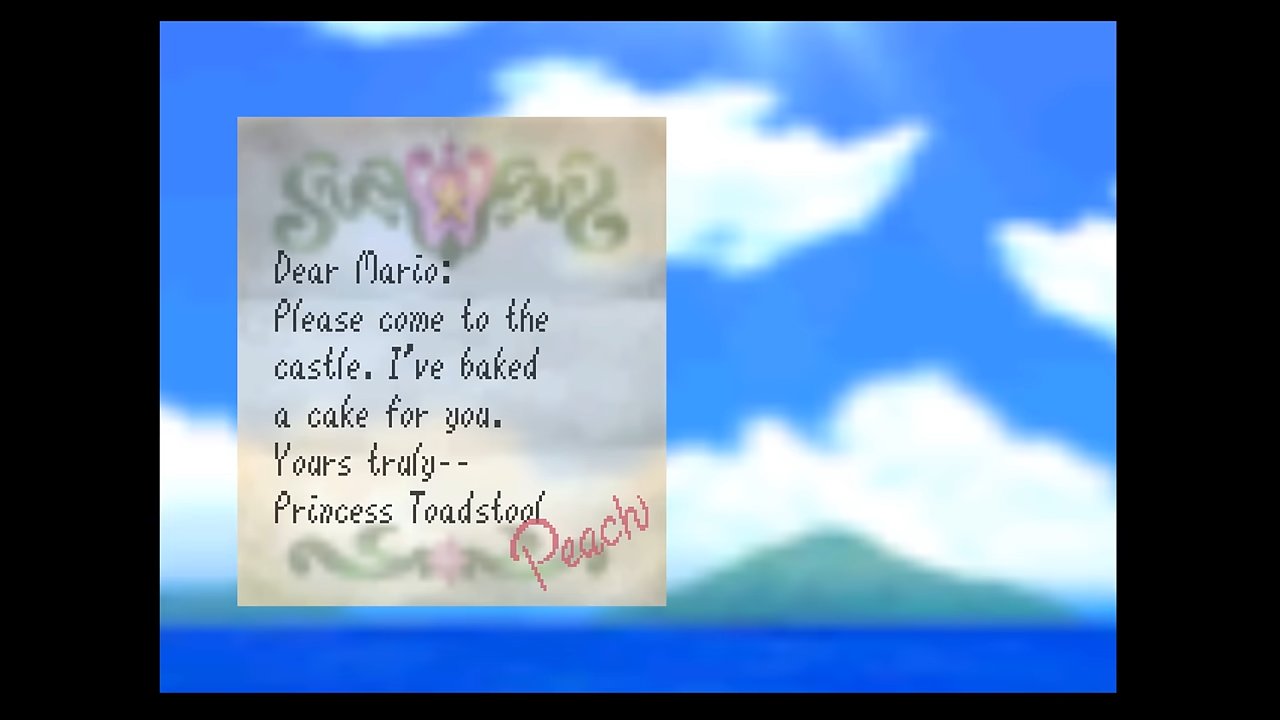 Dear Mario:
Please come to the
castle. I've baked
a cake for you.
Yours truly--
Princess Toadstool
Peach